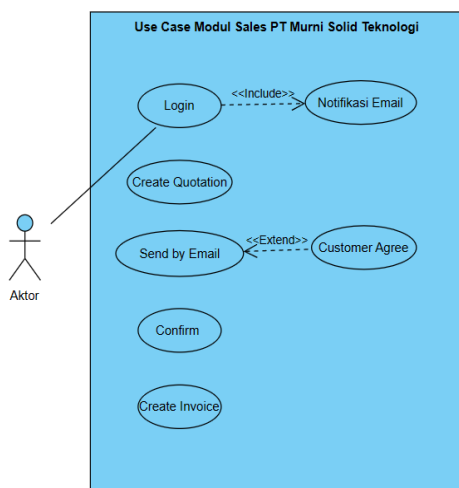 Use Case Modul Sales PT Murni Solid Teknologi
Login
<<Include>>
Notifikasi Email
Create Quotation
Send by Email
<<Extend>>
Customer Agree
Aktor
Confirm
Create Invoice